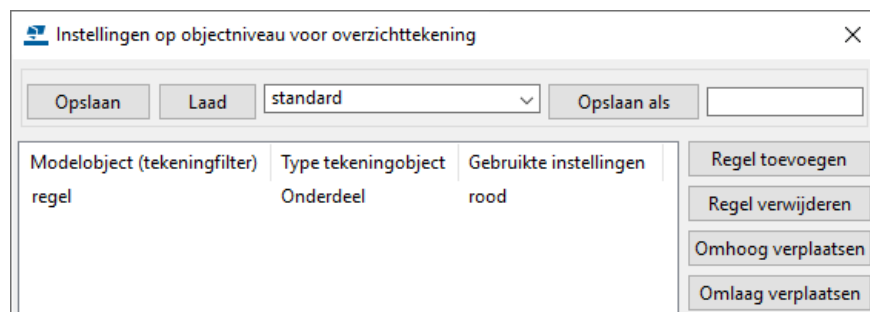 Instellingen op objectniveau voor overzichttekening
Opslaan Laad standard Opslaan als
Modelobject (tekeningfilter) Type tekeningobject Gebruikte instellingen
regel Onderdeel rood
Regel toevoegen
Regel verwijderen
Omhoog verplaatsen
Omlaag verplaatsen